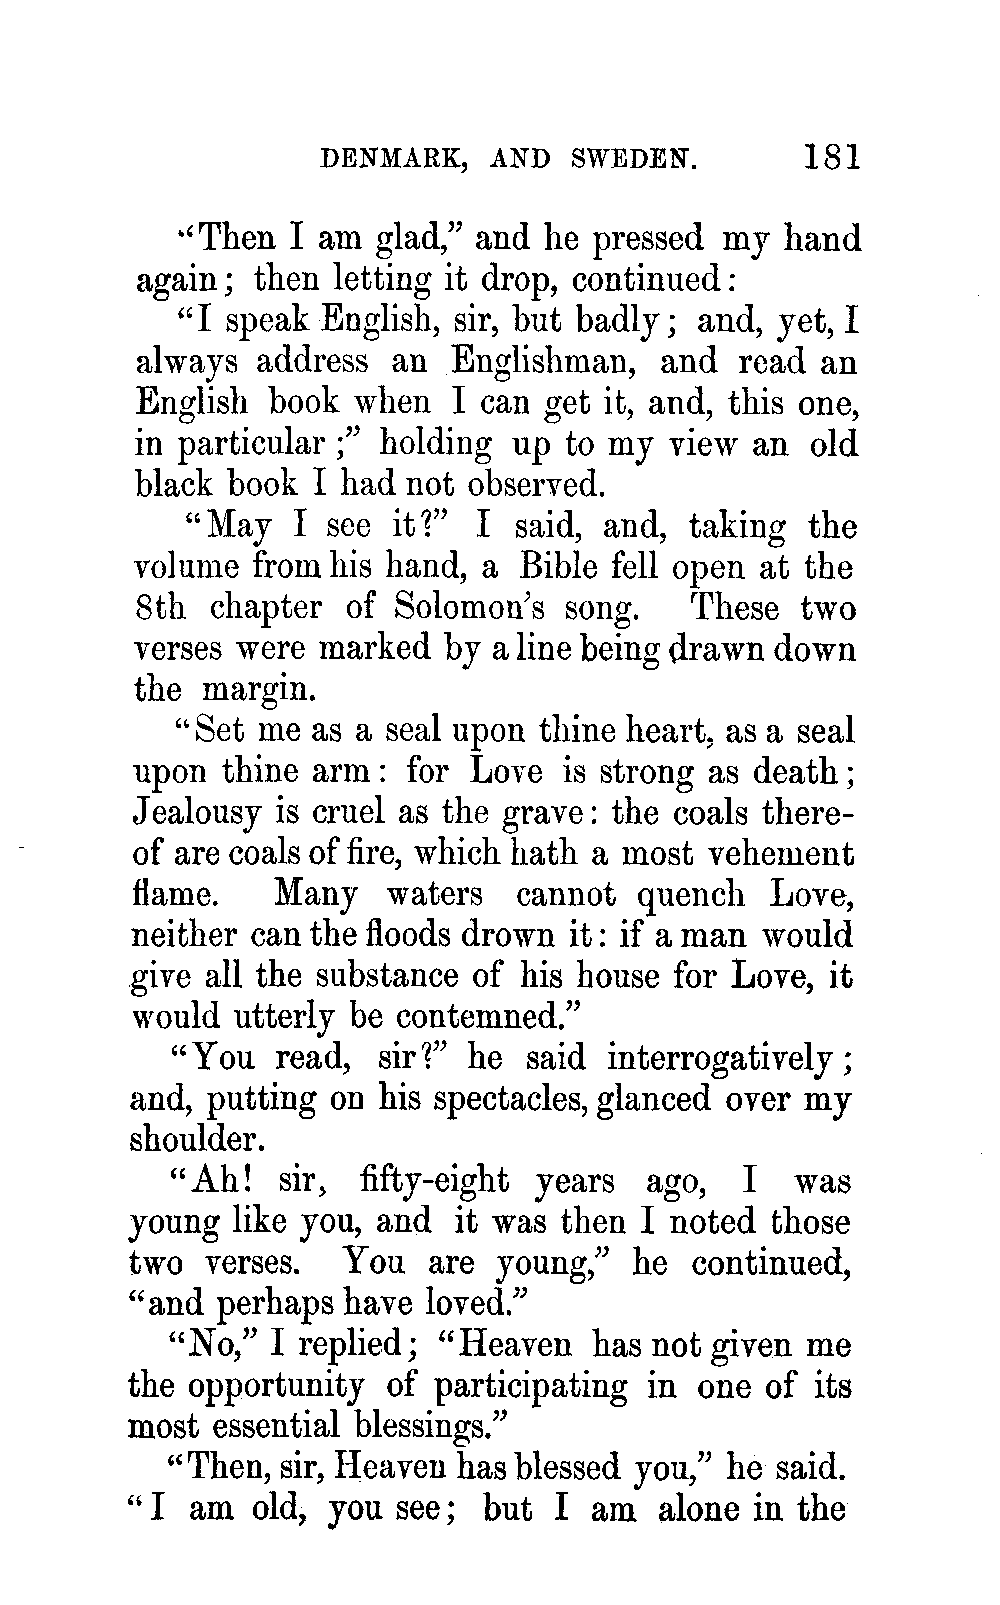 DENMARK, AND SWEDEN. 181
"Then I am glad," and he pressed my hand
again; then letting it drop, continued:
"I speak English, sir, but badly; and, yet, I
always address an Englishman, and read an
English book when I can get it, and, this one,
in particular;" holding up to my view an old
black book I had not observed.
"May I see it?" I said, and, taking the
volume from his hand, a Bible fell open at the
8th chapter of Solomon's song. These two
verses were marked by a line being drawn down
the margin.
"Set me as a seal upon thine heart, as a seal
upon thine arm: for Love is strong as death;
Jealousy is cruel as the grave: the coals there-
of are coals of fire, which hath a most vehement
flame. Many waters cannot quench Love,
neither can the floods drown it: if a man would
give all the substance of his house for Love, it
would utterly be contemned."
"You read, sir?" he said interrogatively;
and, putting on his spectacles, glanced over my
shoulder.
"Ah! sir, fifty-eight years ago, I was
young like you, and it was then I noted those
two verses. You are young," he continued,
"and perhaps have loved."
"No," I replied; "Heaven has not given me
the opportunity of participating in one of its
most essential blessings."
"Then, sir, Heaven has blessed you," he said.
"I am old, you see; but I am alone in the